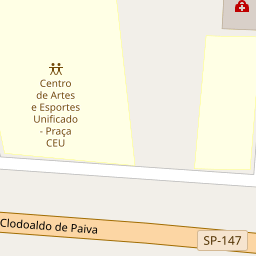 Centro
de Artes
e Esportes
Unificado
- Praça
CEU
Clodoaldo de Paiva
SP-147